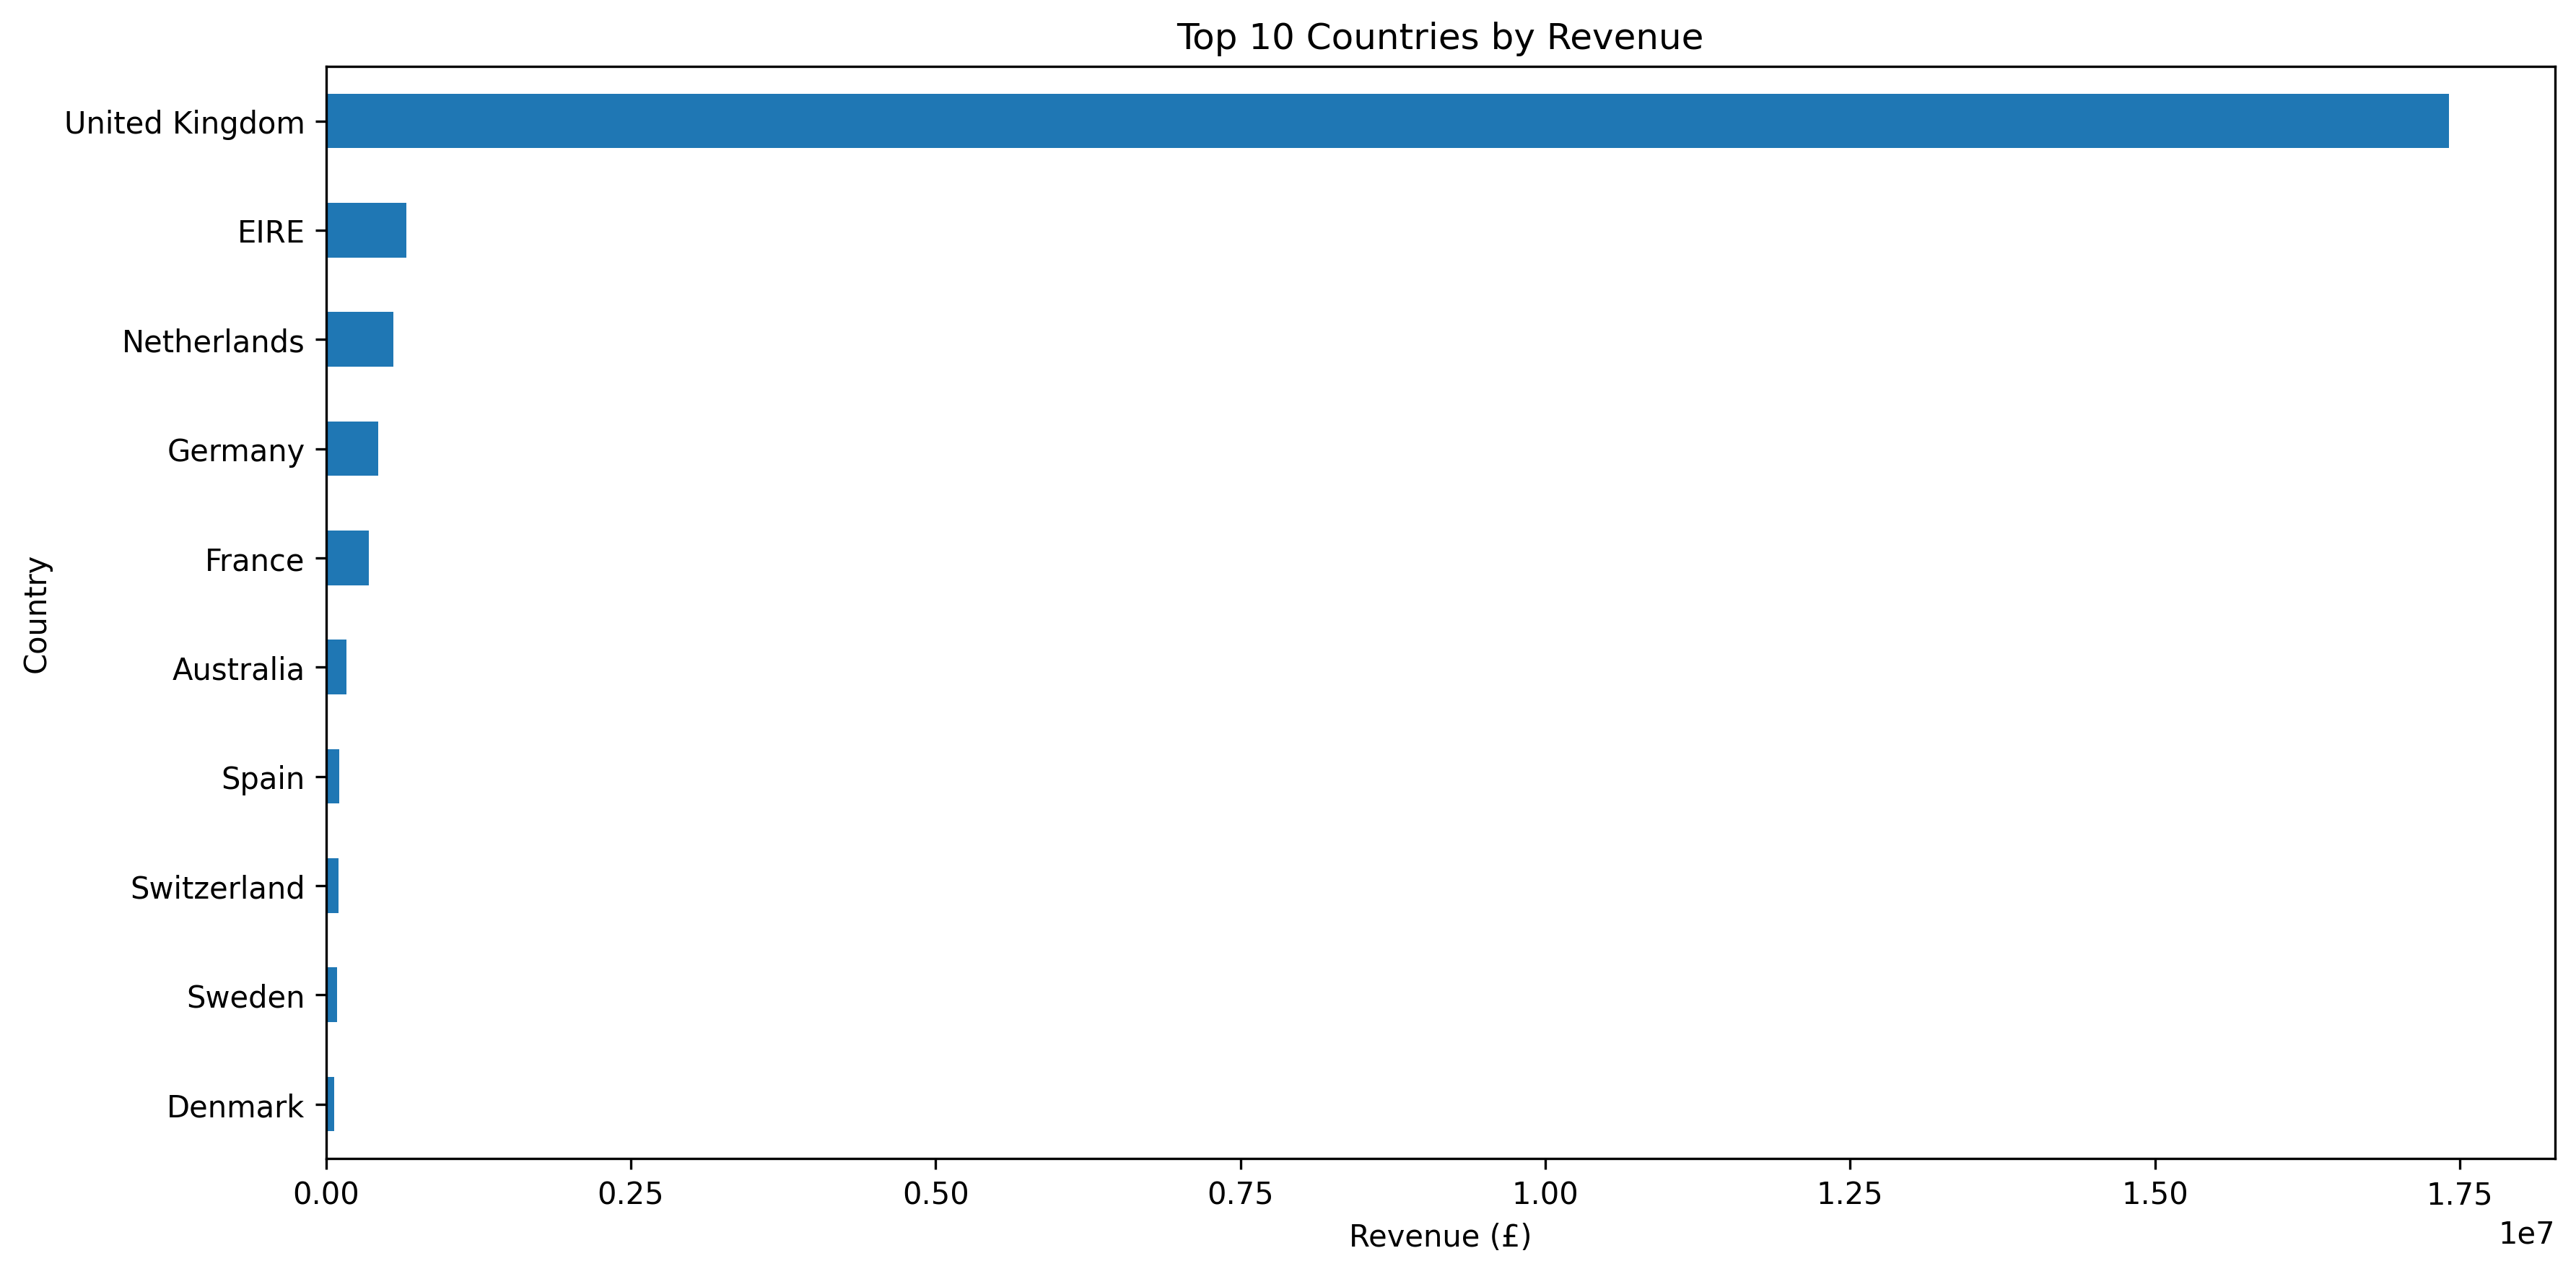 Top 10 Countries by Revenue
United Kingdom
EIRE
Netherlands
Germany
France
Australia
Spain
Switzerland
Sweden
Denmark
Country
0.00 0.25 0.50 0.75 1.00 1.25 1.50 1.75
1e7
Revenue (£)